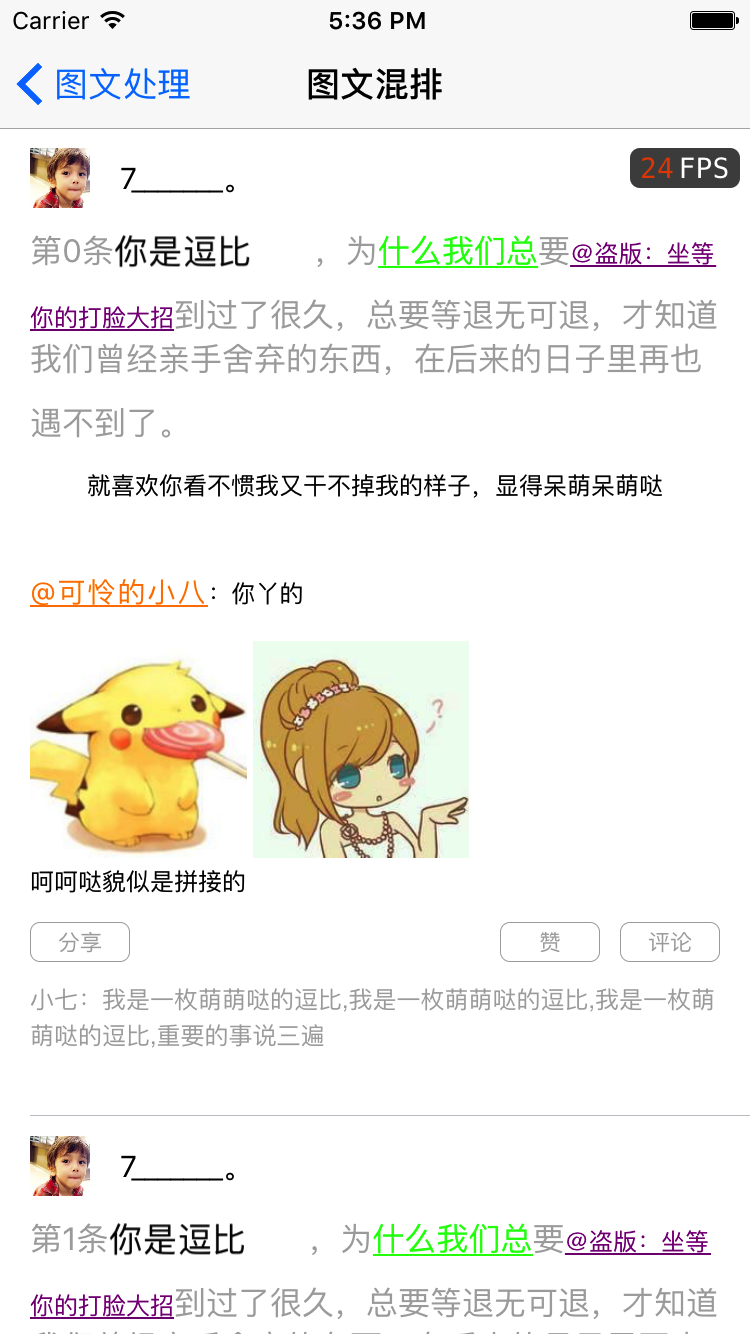 Carrier 5:36 PM
图文处理 图文混排
24 FPS
7_______。
第0条你是逗比 ，为什么我们总要@盗版：坐等
你的打脸大招到过了很久，总要等退无可退，才知道
我们曾经亲手舍弃的东西，在后来的日子里再也
遇不到了。
就喜欢你看不惯我又干不掉我的样子，显得呆萌呆萌哒
@可怜的小八：你丫的
?
呵呵哒貌似是拼接的
分享 赞 评论
小七：我是一枚萌萌哒的逗比,我是一枚萌萌哒的逗比,我是一枚萌
萌哒的逗比,重要的事说三遍
7_______。
第1条你是逗比 ，为什么我们总要@盗版：坐等
你的打脸大招到过了很久，总要等退无可退，才知道